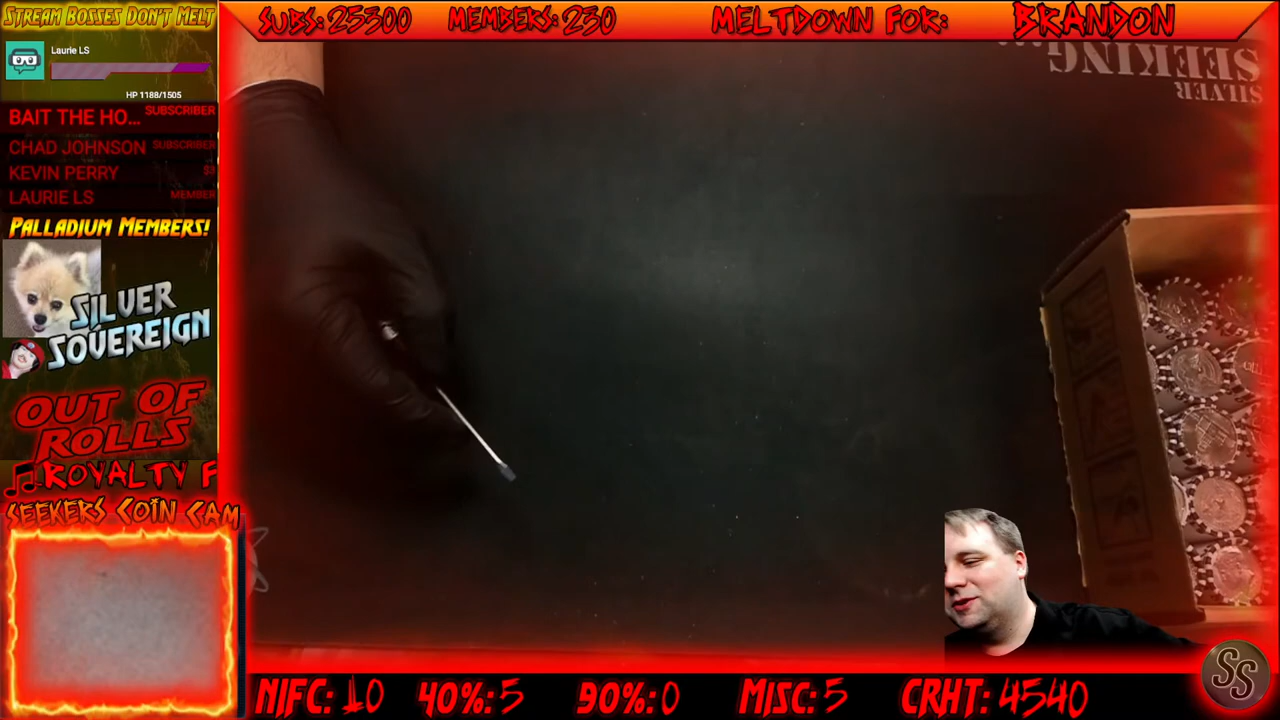 STREAM BOSSES DON'T MELT
Laurie LS
HP 1188/1505
BAIT THE HO... SUBSCRIBER
CHAD JOHNSON SUBSCRIBER
KEVIN PERRY $3
LAURIE LS MEMBER
PALLADIUM MEMBERS!
SILVER
SOVEREIGN
OUT OF
ROLLS
ROYALTY F
SEEKERS COIN CAM
SUBS: 25300 MEMBERS: 230 MELTDOWN FOR: BRANDON
SILVER
SEEKING
NIFC: 10 40%: 5 90%: 0 MISC: 5 CRHT: 4540
SS